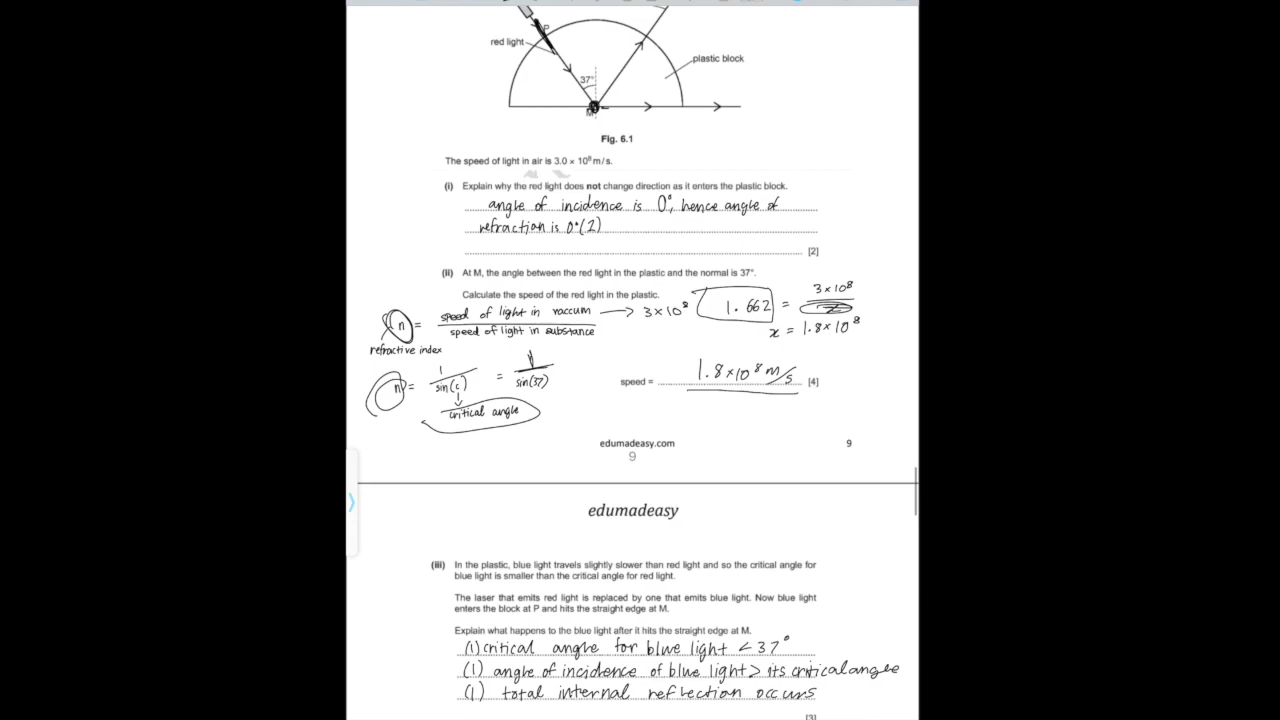 P
red light
plastic block
37°
M
Fig. 6.1
The speed of light in air is 3.0 × 10⁸ m/s.
(i) Explain why the red light does not change direction as it enters the plastic block.
angle of incidence is 0°, hence angle of
refraction is 0°(2)
[2]
(ii) At M, the angle between the red light in the plastic and the normal is 37°.
Calculate the speed of the red light in the plastic.
n = speed of light in vaccum / speed of light in substance → 3×10⁸
refractive index
1.662 = 3×10⁸ /
x = 1.8×10⁸
n = 1 / sin(c) = 1 / sin(37)
critical angle
speed = 1.8×10⁸ m/s [4]
edumadeasy.com 9
9
edumadeasy
(iii) In the plastic, blue light travels slightly slower than red light and so the critical angle for
blue light is smaller than the critical angle for red light.
The laser that emits red light is replaced by one that emits blue light. Now blue light
enters the block at P and hits the straight edge at M.
Explain what happens to the blue light after it hits the straight edge at M.
(1) critical angle for blue light < 37°
(1) angle of incidence of blue light > its critical angle
(1) total internal reflection occurs
[3]